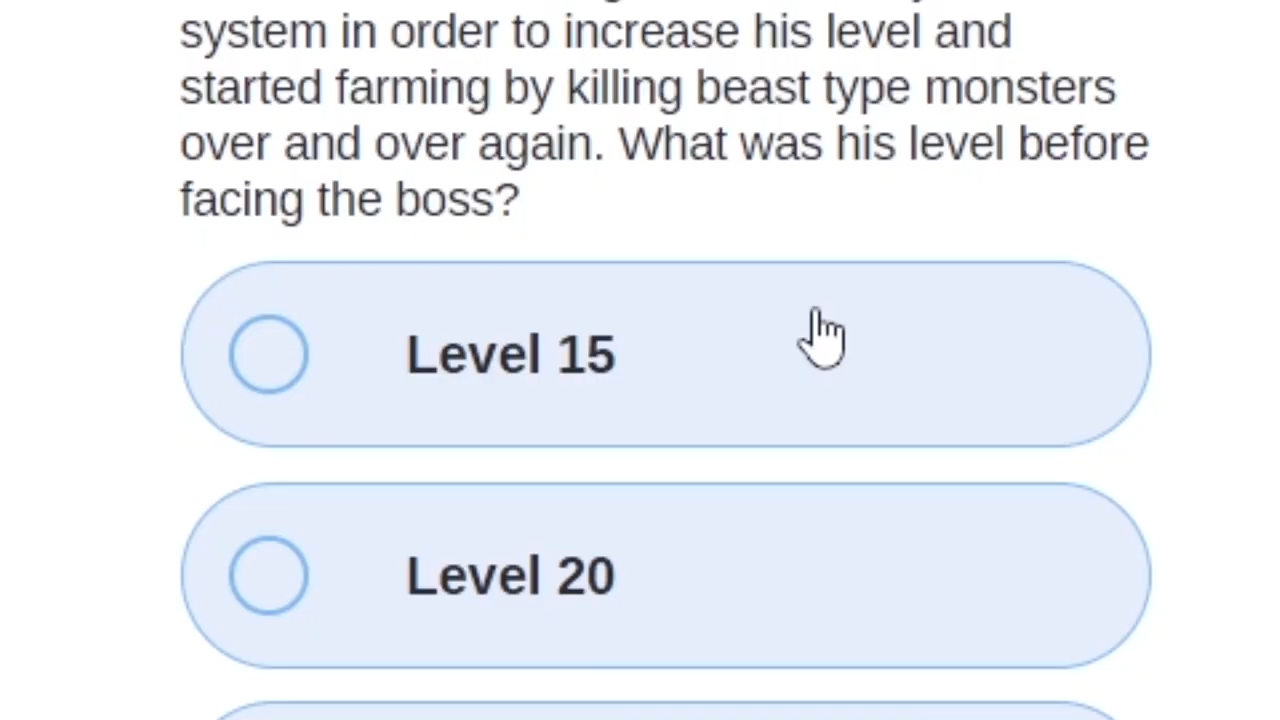 system in order to increase his level and
started farming by killing beast type monsters
over and over again. What was his level before
facing the boss?
Level 15
Level 20